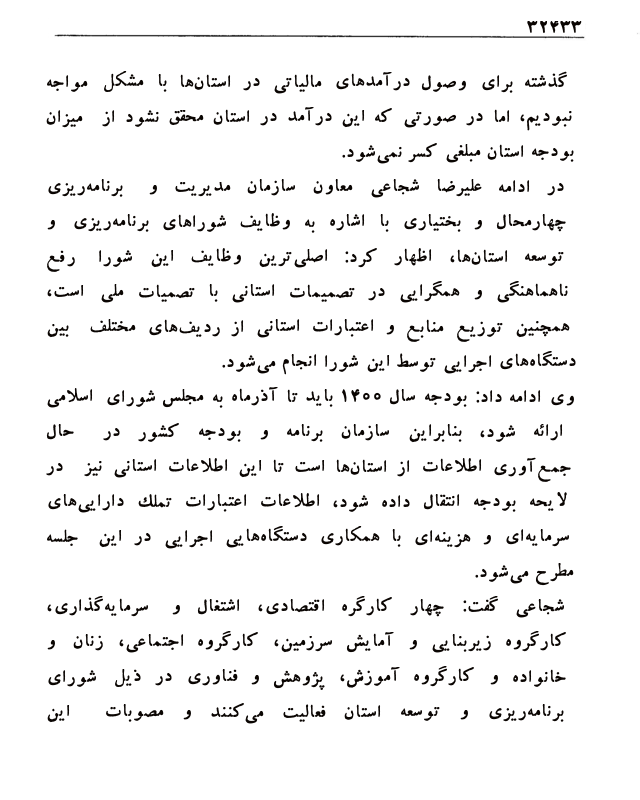 ۳۲۴۳۳
گذشته برای وصول درآمدهای مالیاتی در استان‌ها با مشکل مواجه
نبودیم، اما در صورتی که این درآمد در استان محقق نشود از میزان
بودجه استان مبلغی کسر نمی‌شود.
در ادامه علیرضا شجاعی معاون سازمان مدیریت و برنامه‌ریزی
چهارمحال و بختیاری با اشاره به وظایف شوراهای برنامه‌ریزی و
توسعه استان‌ها، اظهار کرد: اصلی‌ترین وظایف این شورا رفع
ناهماهنگی و همگرایی در تصمیمات استانی با تصمیات ملی است،
همچنین توزیع منابع و اعتبارات استانی از ردیف‌های مختلف بین
دستگاه‌های اجرایی توسط این شورا انجام می‌شود.
وی ادامه داد: بودجه سال ۱۴۰۰ باید تا آذرماه به مجلس شورای اسلامی
ارائه شود، بنابراین سازمان برنامه و بودجه کشور در حال
جمع‌آوری اطلاعات از استان‌ها است تا این اطلاعات استانی نیز در
لایحه بودجه انتقال داده شود، اطلاعات اعتبارات تملك دارایی‌های
سرمایه‌ای و هزینه‌ای با همکاری دستگاه‌هایی اجرایی در این جلسه
مطرح می‌شود.
شجاعی گفت: چهار کارگره اقتصادی، اشتغال و سرمایه‌گذاری،
کارگروه زیربنایی و آمایش سرزمین، کارگروه اجتماعی، زنان و
خانواده و کارگروه آموزش، پژوهش و فناوری در ذیل شورای
برنامه‌ریزی و توسعه استان فعالیت می‌کنند و مصوبات این